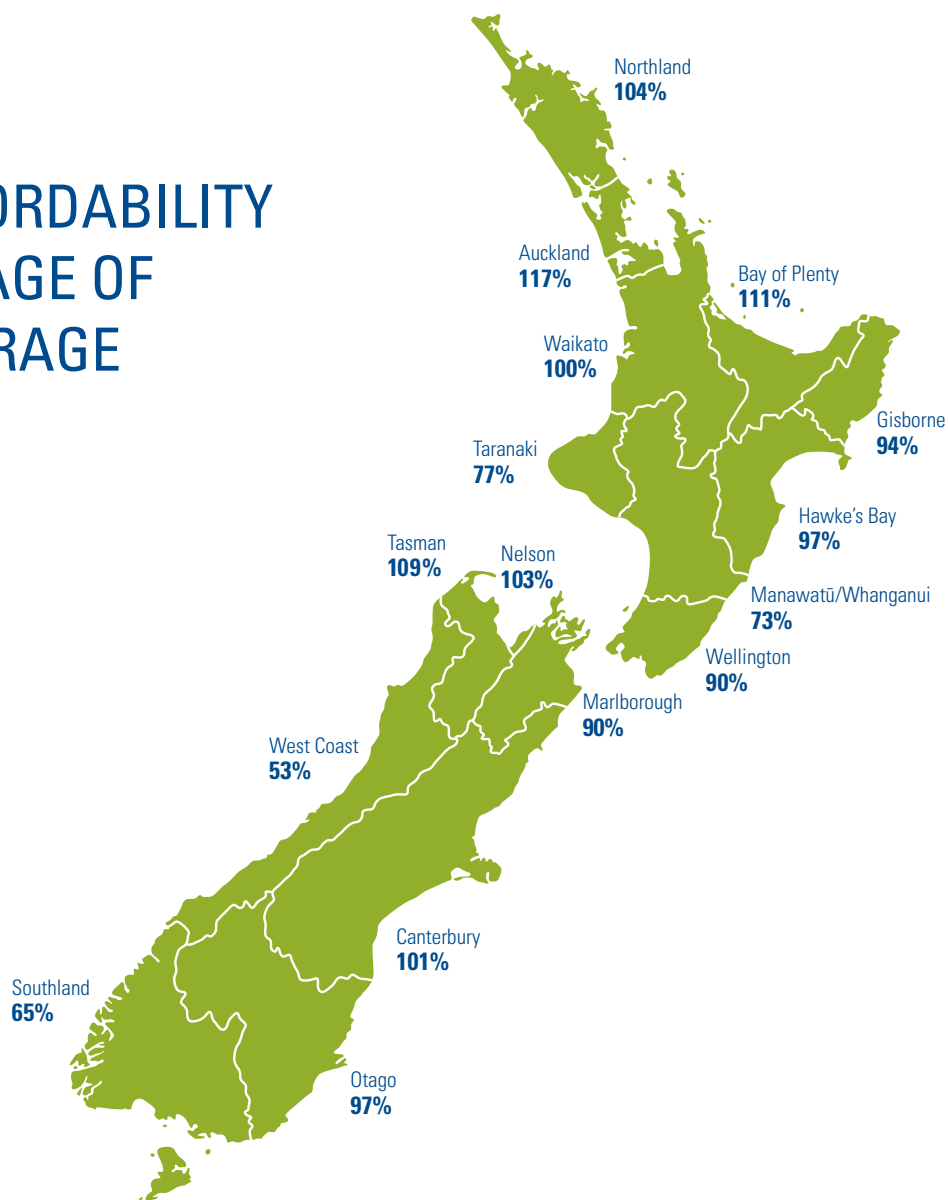 ORDABILITY
AGE OF
RAGE
Northland
104%
Auckland
117%
Bay of Plenty
111%
Waikato
100%
Gisborne
94%
Taranaki
77%
Hawke's Bay
97%
Tasman
109%
Nelson
103%
Manawatū/Whanganui
73%
Wellington
90%
Marlborough
90%
West Coast
53%
Canterbury
101%
Southland
65%
Otago
97%